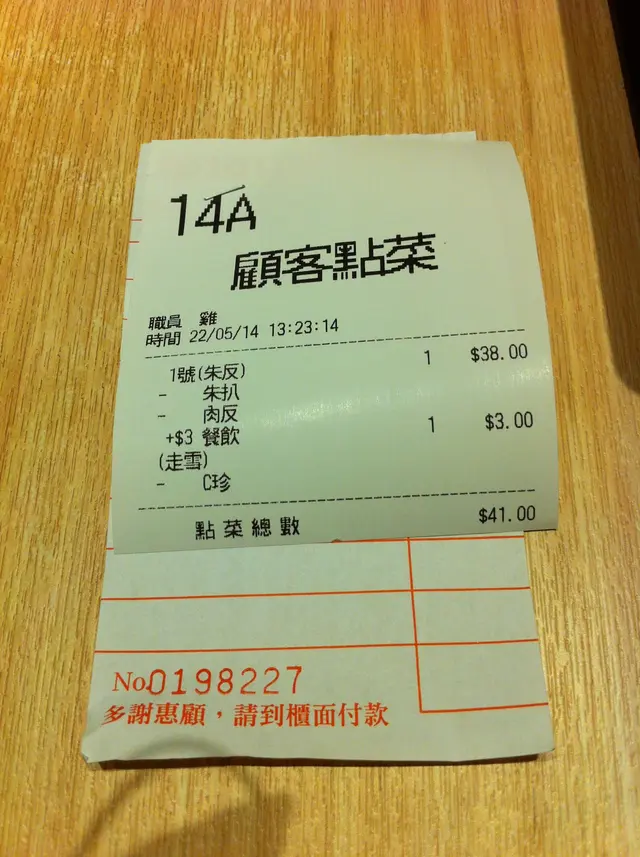 14A
顧客點菜
職員 雞
時間 22/05/14 13:23:14
1號(朱反) 1 $38.00
- 朱扒
- 肉反
+$3 餐飲 1 $3.00
(走雪)
- C珍
點菜總數 $41.00
No.0198227
多謝惠顧，請到櫃面付款